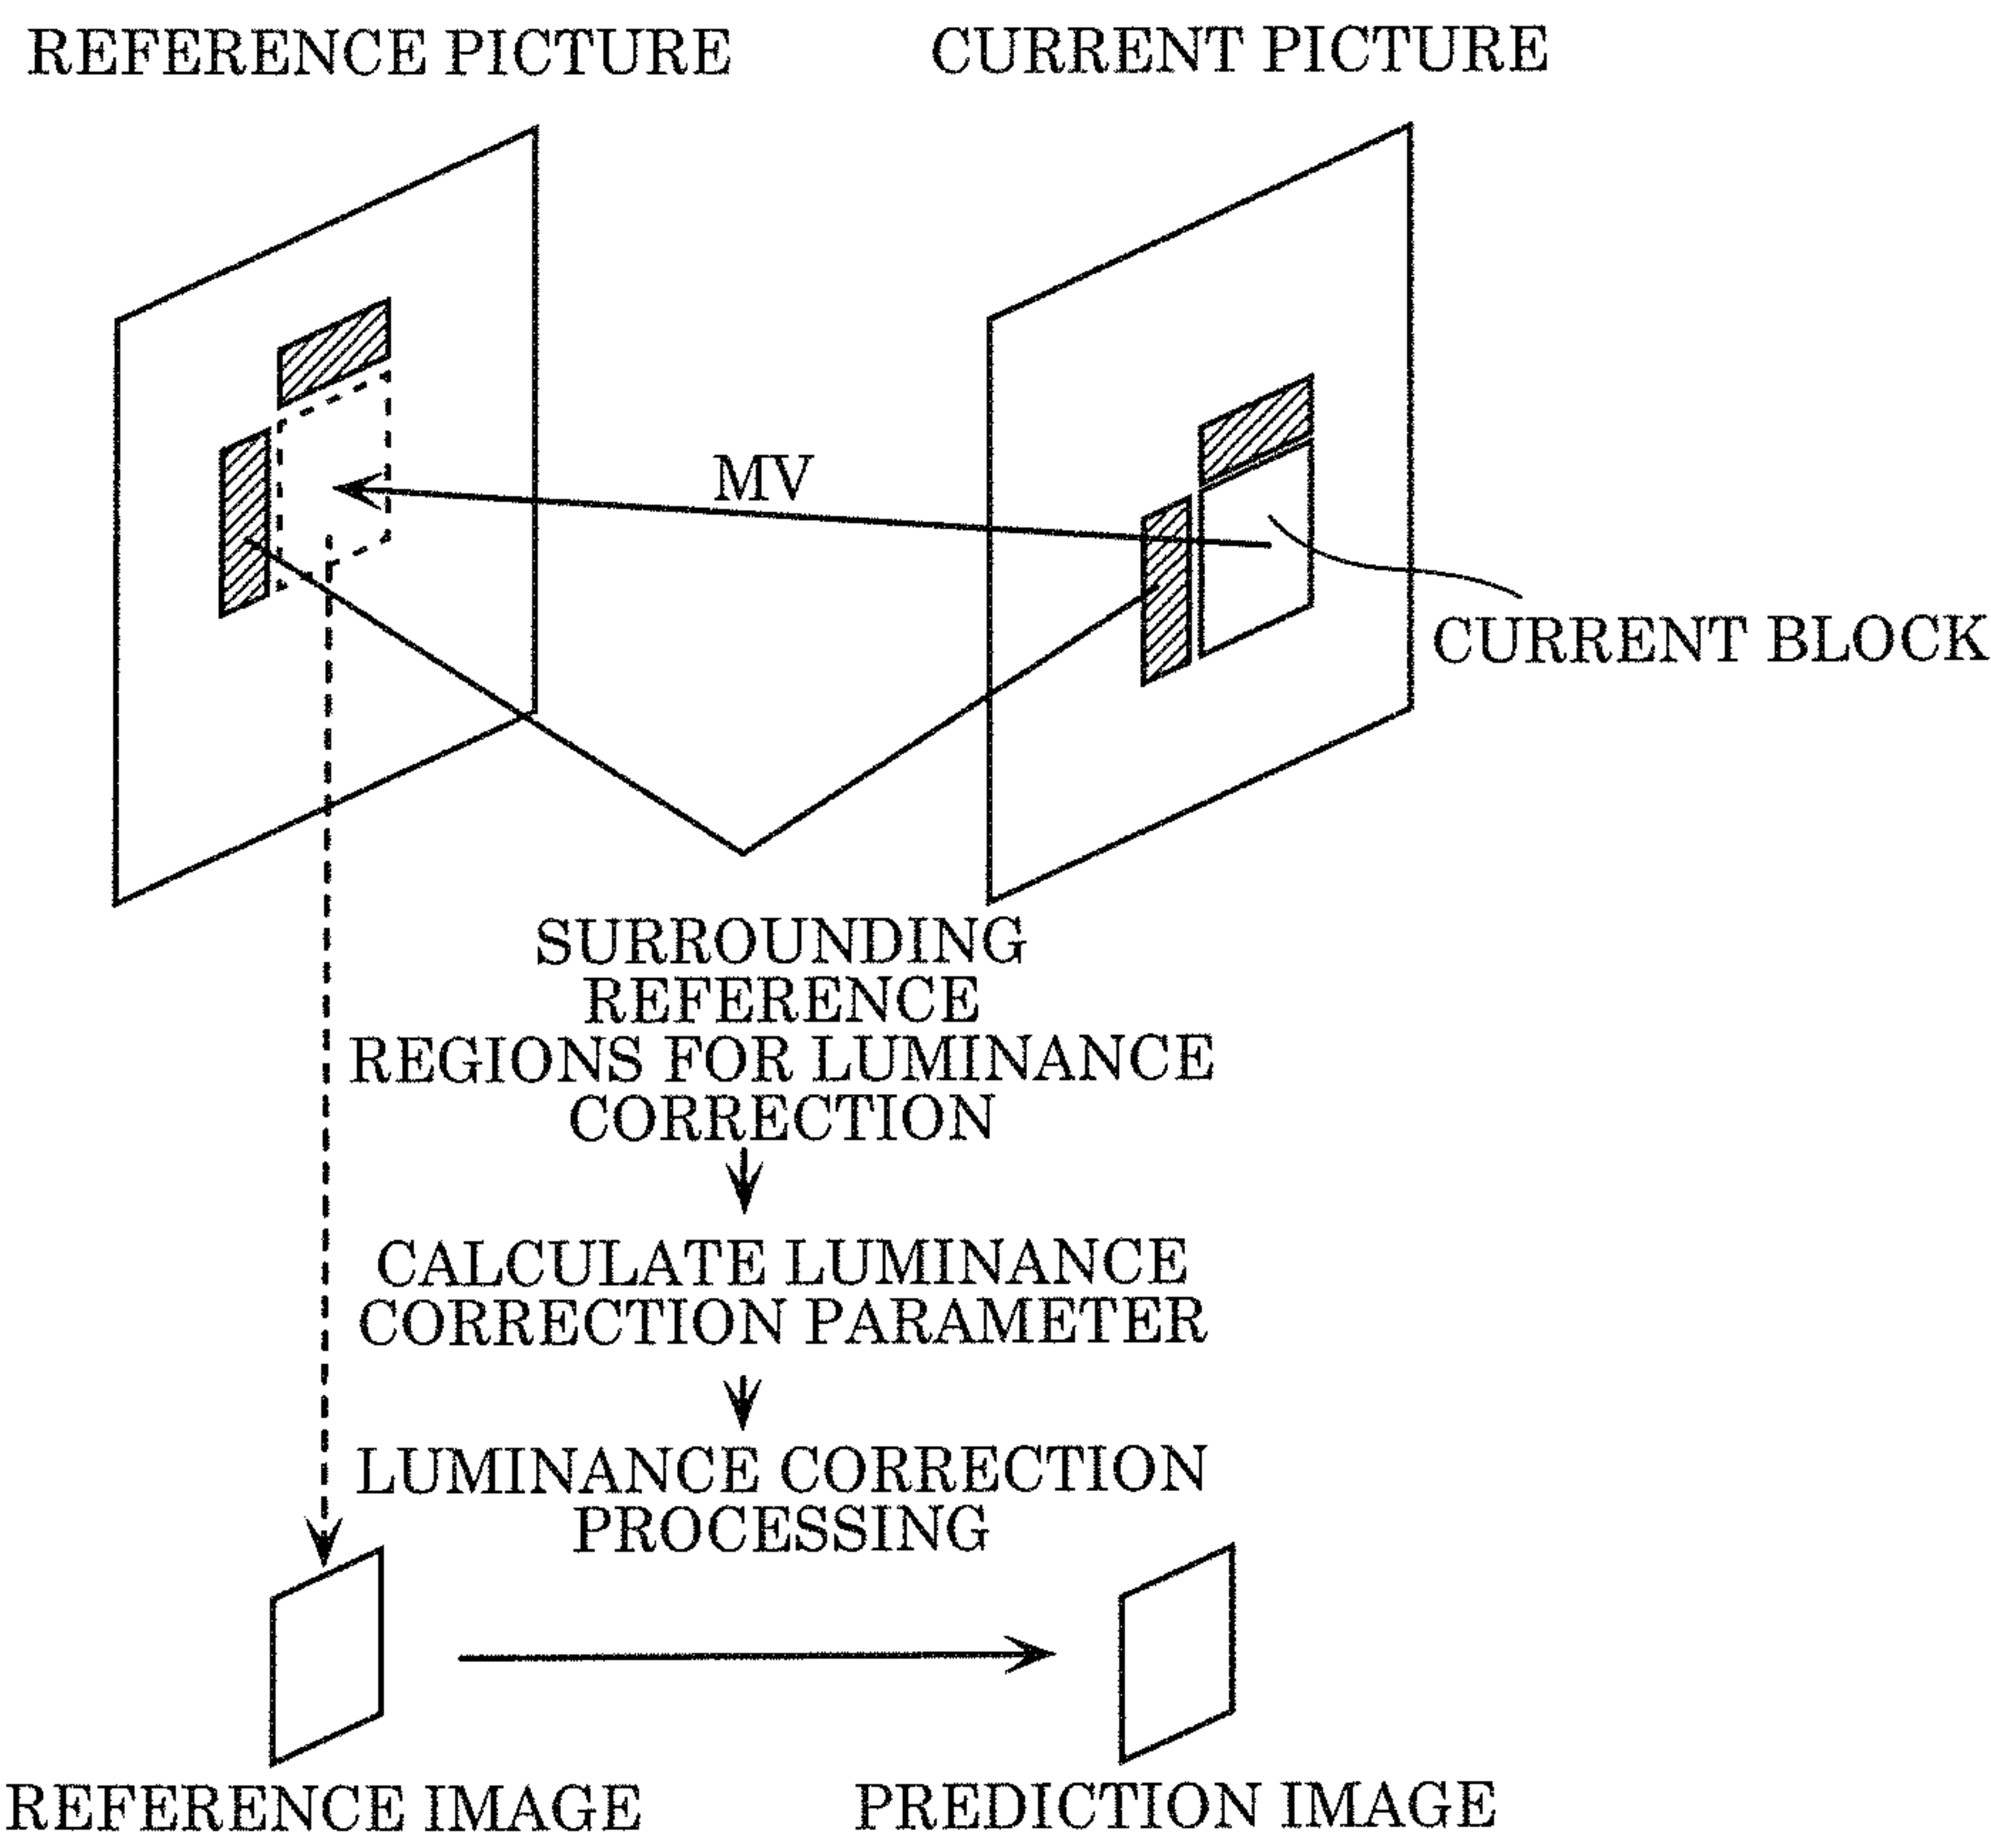 REFERENCE PICTURE
CURRENT PICTURE
MV
CURRENT BLOCK
SURROUNDING
REFERENCE
REGIONS FOR LUMINANCE
CORRECTION
CALCULATE LUMINANCE
CORRECTION PARAMETER
LUMINANCE CORRECTION
PROCESSING
REFERENCE IMAGE
PREDICTION IMAGE